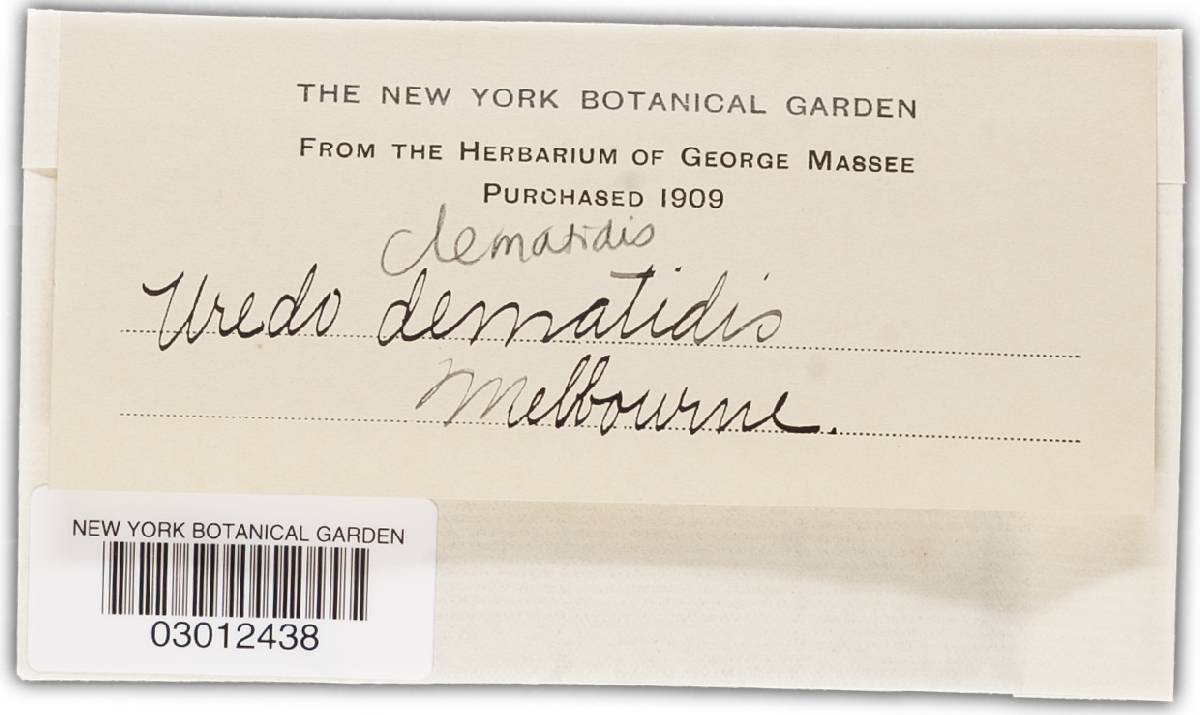 THE NEW YORK BOTANICAL GARDEN
FROM THE HERBARIUM OF GEORGE MASSEE
PURCHASED 1909
clematidis
Uredo dematidis
Melbourne.
NEW YORK BOTANICAL GARDEN
03012438